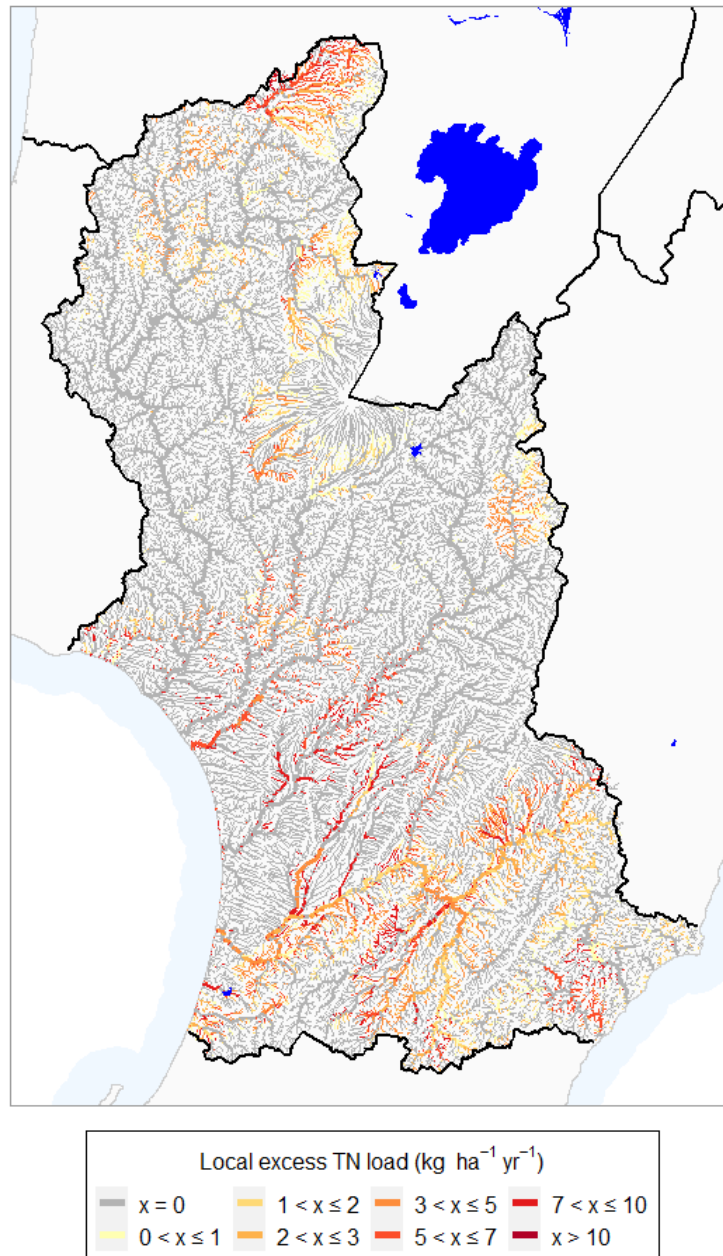 Local excess TN load (kg ha⁻¹ yr⁻¹)
x = 0 1 < x ≤ 2 3 < x ≤ 5 7 < x ≤ 10
0 < x ≤ 1 2 < x ≤ 3 5 < x ≤ 7 x > 10